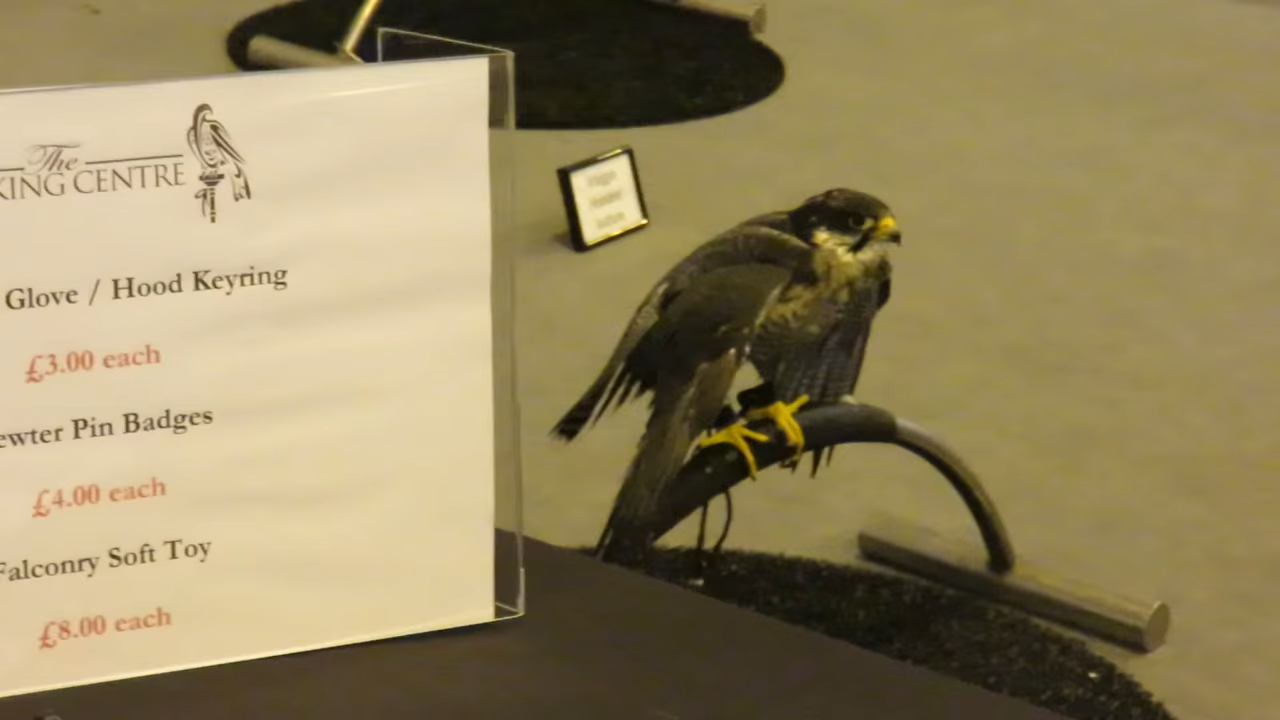 The
KING CENTRE
Glove / Hood Keyring
£3.00 each
ewter Pin Badges
£4.00 each
Falconry Soft Toy
£8.00 each